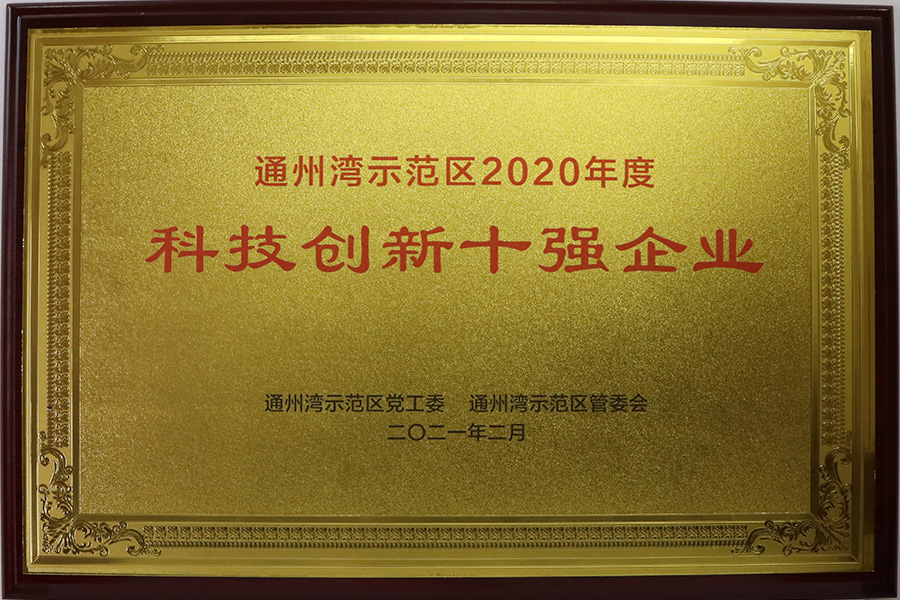 通州湾示范区2020年度
科技创新十强企业
通州湾示范区党工委 通州湾示范区管委会
二〇二一年二月